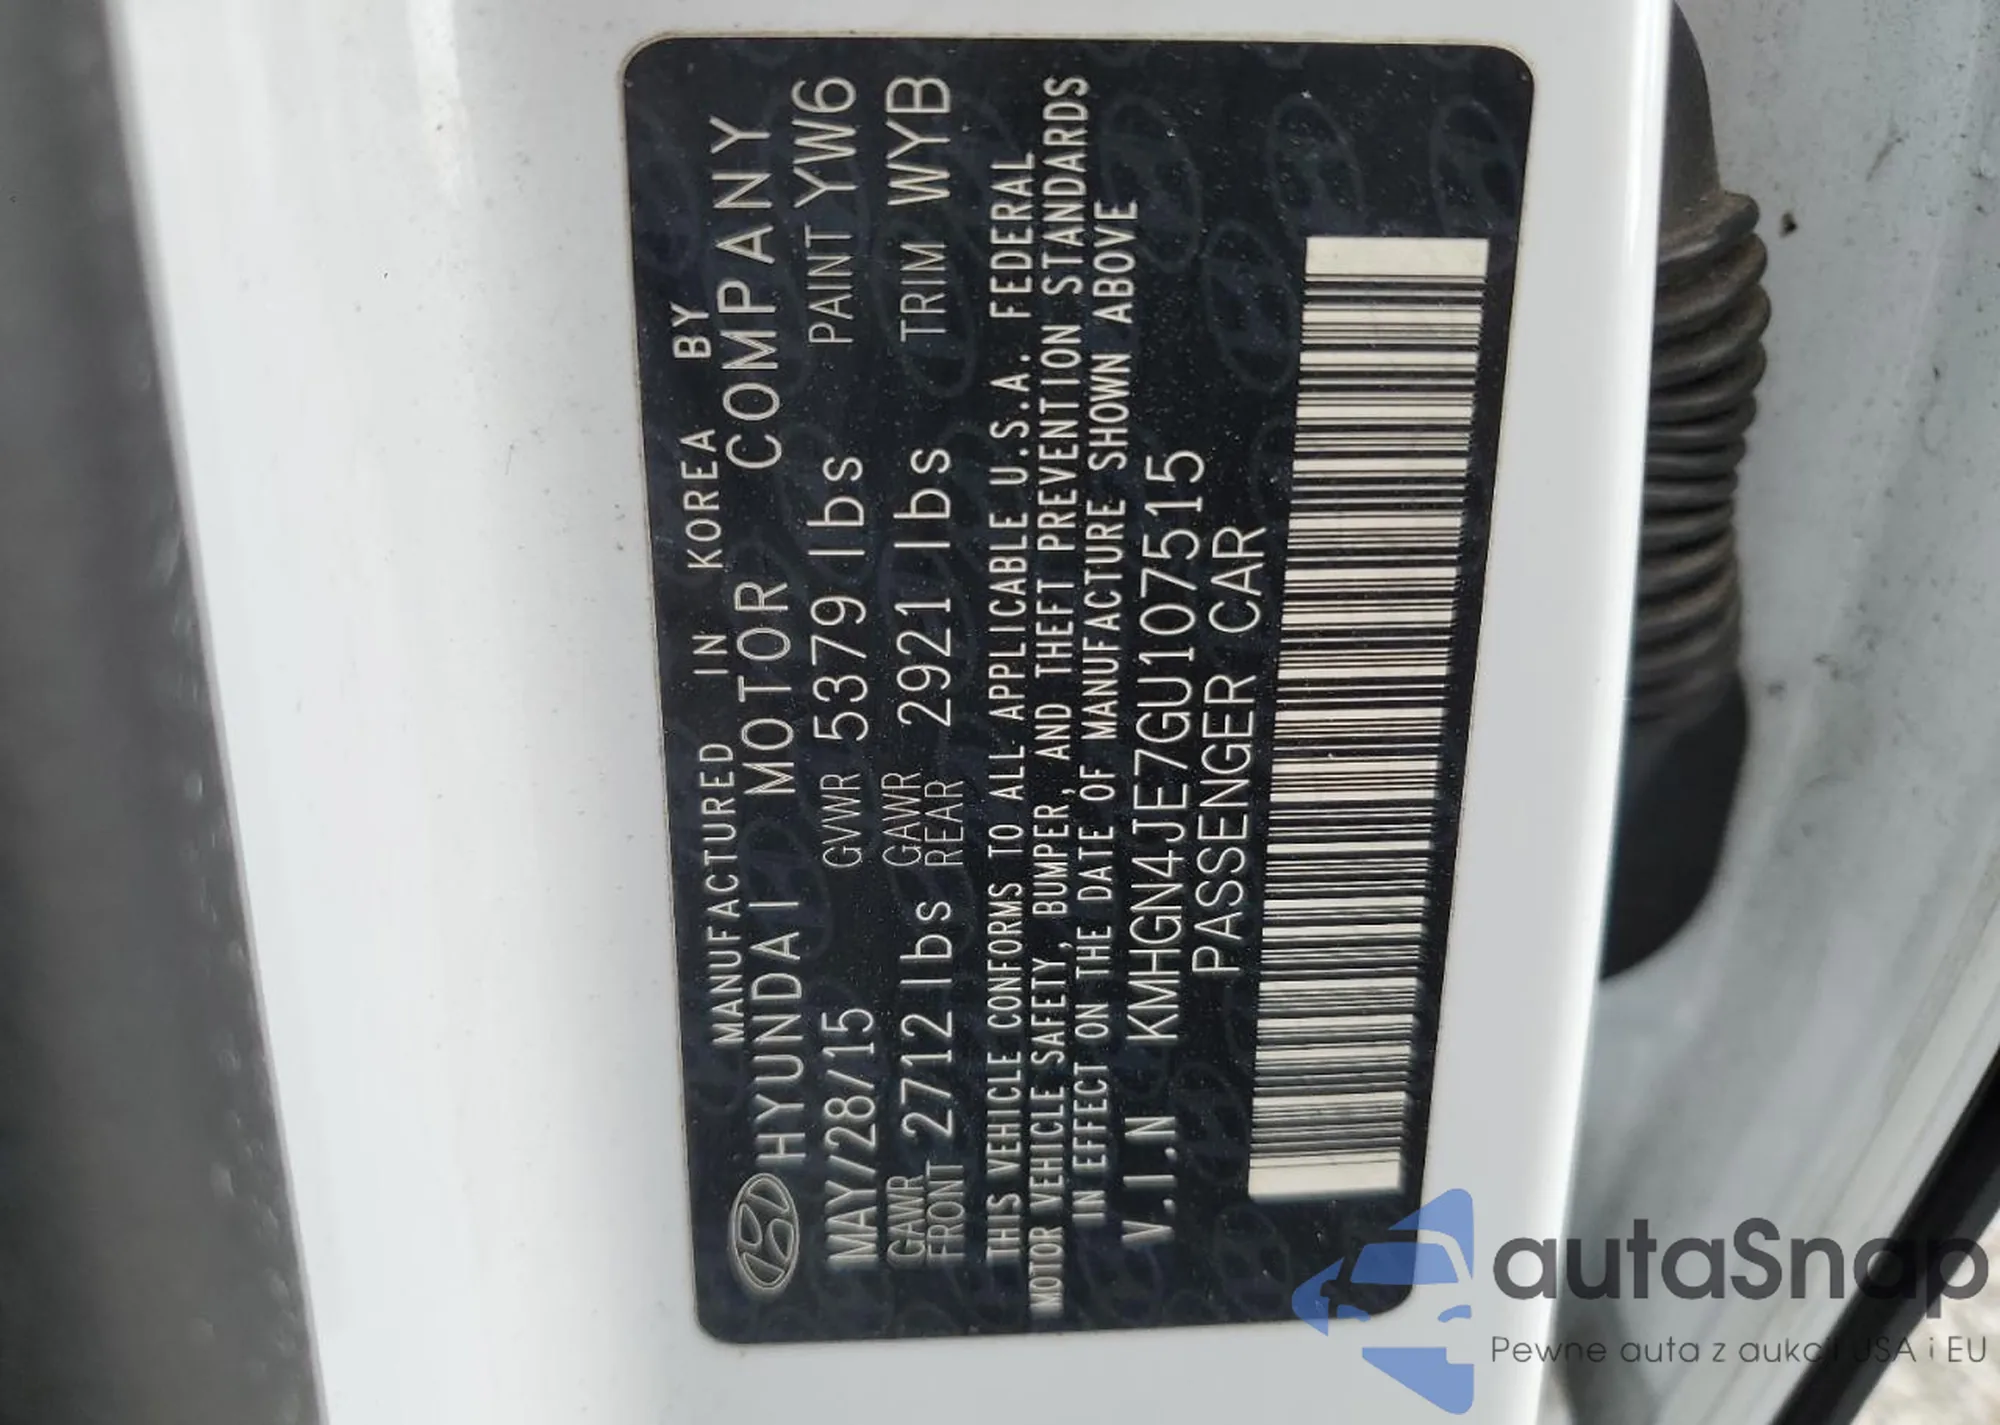 MANUFACTURED IN KOREA BY
HYUNDAI MOTOR COMPANY
MAY/28/15 GVWR 5379 lbs PAINT YW6
GAWR FRONT 2712 lbs GAWR REAR 2921 lbs TRIM WYB
THIS VEHICLE CONFORMS TO ALL APPLICABLE U.S.A. FEDERAL
MOTOR VEHICLE SAFETY, BUMPER, AND THEFT PREVENTION STANDARDS
IN EFFECT ON THE DATE OF MANUFACTURE SHOWN ABOVE
V.I.N KMHGN4JE7GU107515
PASSENGER CAR
autaSnap
Pewne auta z aukcji USA i EU